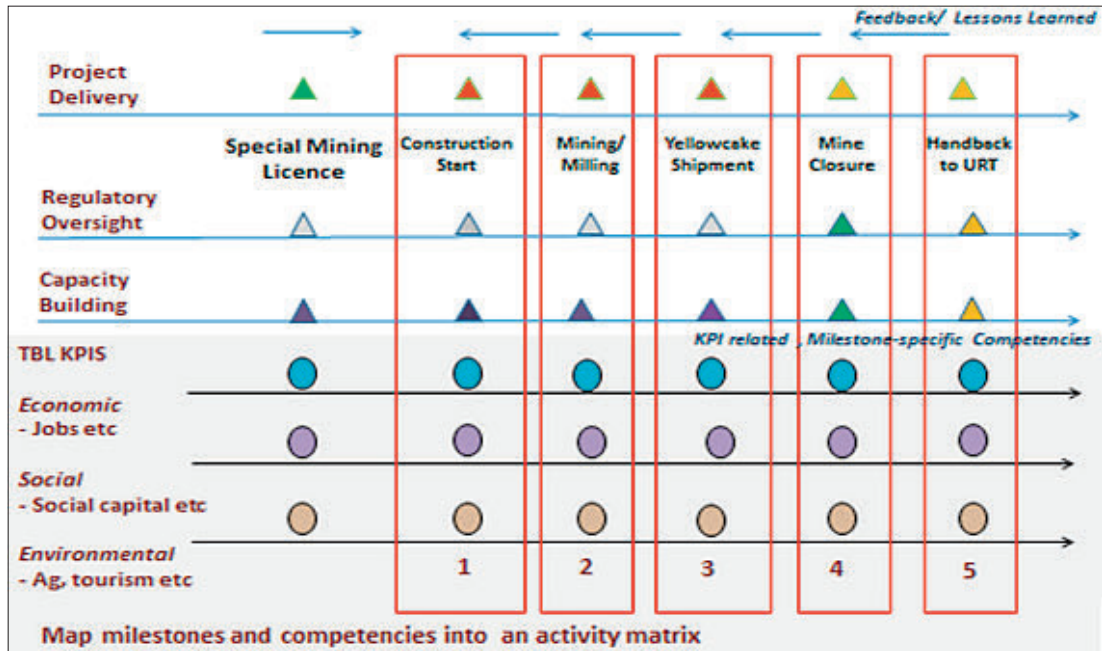 Feedback/ Lessons Learned
Project
Delivery
Special Mining
Licence
Construction
Start
Mining/
Milling
Yellowcake
Shipment
Mine
Closure
Handback
to URT
Regulatory
Oversight
Capacity
Building
KPI related , Milestone-specific Competencies
TBL KPIS
Economic
- Jobs etc
Social
- Social capital etc
Environmental
- Ag, tourism etc
1
2
3
4
5
Map milestones and competencies into an activity matrix